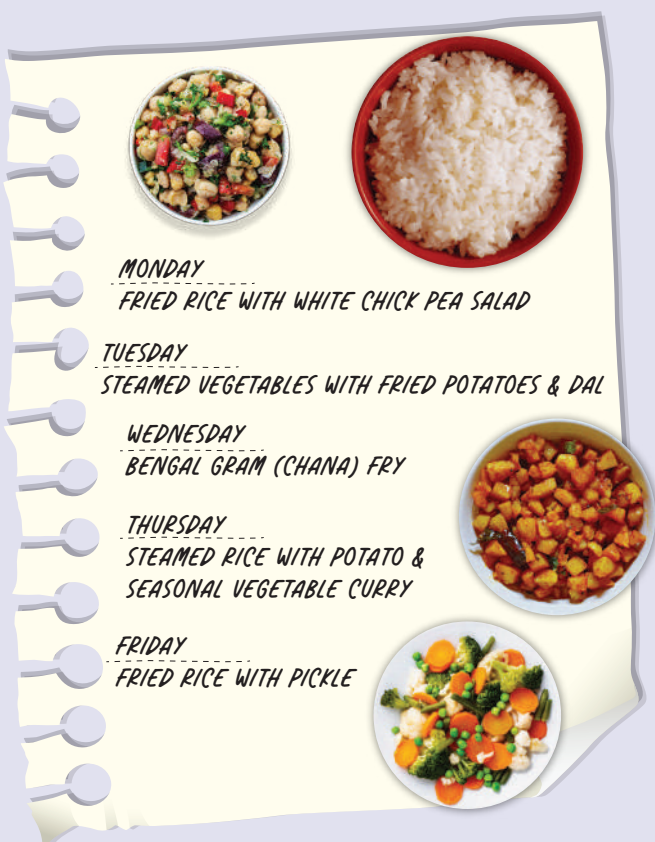 MONDAY
FRIED RICE WITH WHITE CHICK PEA SALAD
TUESDAY
STEAMED VEGETABLES WITH FRIED POTATOES & DAL
WEDNESDAY
BENGAL GRAM (CHANA) FRY
THURSDAY
STEAMED RICE WITH POTATO &
SEASONAL VEGETABLE CURRY
FRIDAY
FRIED RICE WITH PICKLE